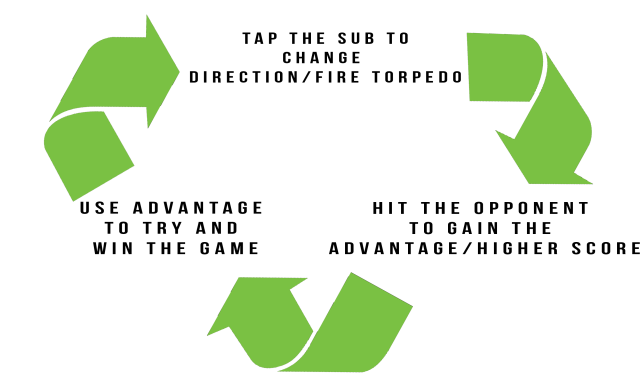 TAP THE SUB TO
CHANGE
DIRECTION/FIRE TORPEDO
HIT THE OPPONENT
TO GAIN THE
ADVANTAGE/HIGHER SCORE
USE ADVANTAGE
TO TRY AND
WIN THE GAME